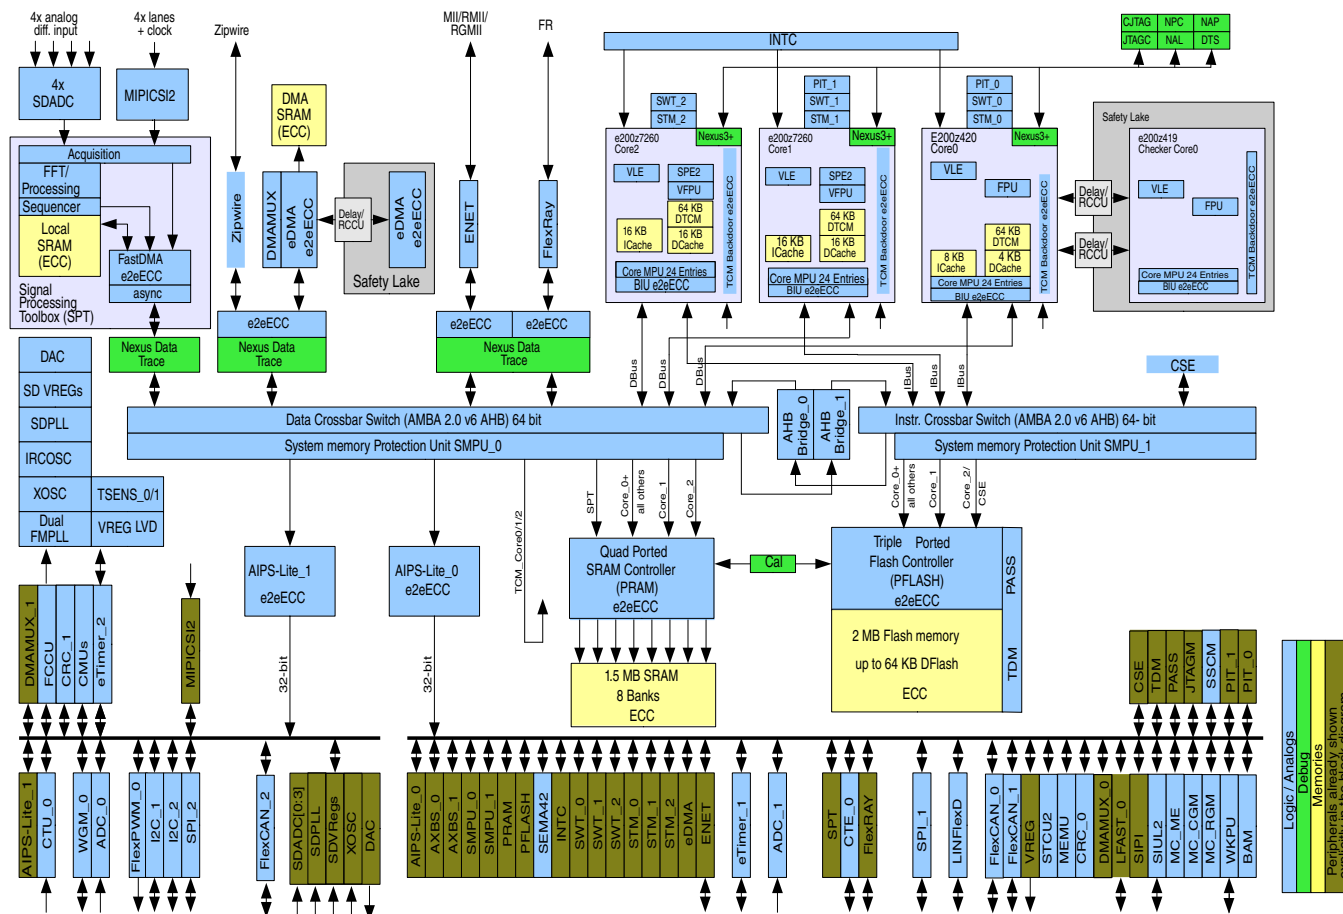 4x analog
diff. input
4x lanes
+ clock
Zipwire
MII/RMII/
RGMII
FR
INTC
CJTAG
NPC
NAP
JTAGC
NAL
DTS
4x
SDADC
MIPICSI2
DMA
SRAM
(ECC)
SWT_2
STM_2
PIT_1
SWT_1
STM_1
PIT_0
SWT_0
STM_0
Acquisition
FFT/
Processing
Sequencer
Local
SRAM
(ECC)
FastDMA
e2eECC
async
Signal
Processing
Toolbox (SPT)
Zipwire
DMAMUX
eDMA
e2eECC
Delay/
RCCU
eDMA
e2eECC
Safety Lake
ENET
FlexRay
e200z7260
Core2
Nexus3+
VLE
SPE2
VFPU
64 KB
DTCM
16 KB
ICache
16 KB
DCache
Core MPU 24 Entries
BIU e2eECC
TCM Backdoor e2eECC
e200z7260
Core1
Nexus3+
VLE
SPE2
VFPU
64 KB
DTCM
16 KB
ICache
16 KB
DCache
Core MPU 24 Entries
BIU e2eECC
TCM Backdoor e2eECC
E200z420
Core0
Nexus3+
VLE
FPU
64 KB
DTCM
8 KB
ICache
4 KB
DCache
Core MPU 24 Entries
BIU e2eECC
TCM Backdoor e2eECC
Delay/
RCCU
Delay/
RCCU
Safety Lake
e200z419
Checker Core0
VLE
FPU
Core MPU 24 Entries
BIU e2eECC
TCM Backdoor e2eECC
Nexus Data
Trace
e2eECC
Nexus Data
Trace
e2eECC
e2eECC
Nexus Data
Trace
DAC
SD VREGs
SDPLL
IRCOSC
XOSC
TSENS_0/1
Dual
FMPLL
VREG LVD
DBus
DBus
DBus
IBus
IBus
IBus
CSE
Data Crossbar Switch (AMBA 2.0 v6 AHB) 64 bit
System memory Protection Unit SMPU_0
AHB
Bridge_0
AHB
Bridge_1
Instr. Crossbar Switch (AMBA 2.0 v6 AHB) 64- bit
System memory Protection Unit SMPU_1
TCM_Core0/1/2
SPT
Core_0+
all others
Core_1
Core_2
Core_0+
all others
Core_1
Core_2/
CSE
AIPS-Lite_1
e2eECC
AIPS-Lite_0
e2eECC
Quad Ported
SRAM Controller
(PRAM)
e2eECC
Cal
Triple Ported
Flash Controller
(PFLASH)
e2eECC
PASS
TDM
2 MB Flash memory
up to 64 KB DFlash
ECC
1.5 MB SRAM
8 Banks
ECC
32-bit
32-bit
DMAMUX_1
FCCU
CRC_1
CMUs
eTimer_2
MIPICSI2
CSE
TDM
PASS
JTAGM
SSCM
PIT_1
PIT_0
AIPS-Lite_1
CTU_0
WGM_0
ADC_0
FlexPWM_0
I2C_1
I2C_2
SPI_2
FlexCAN_2
SDADC[0:3]
SDPLL
SDVRegs
XOSC
DAC
AIPS-Lite_0
AXBS_0
AXBS_1
SMPU_0
SMPU_1
PRAM
PFLASH
SEMA42
INTC
SWT_0
SWT_1
SWT_2
STM_0
STM_1
STM_2
eDMA
ENET
eTimer_1
ADC_1
SPT
CTE_0
FlexRAY
SPI_1
LINFlexD
FlexCAN_0
FlexCAN_1
VREG
STCU2
MEMU
CRC_0
DMAMUX_0
LFAST_0
SIPI
SIUL2
MC_ME
MC_CGM
MC_RGM
WKPU
BAM
Logic / Analogs
Debug
Memories
Peripherals already shown
explicitly in the block diagram